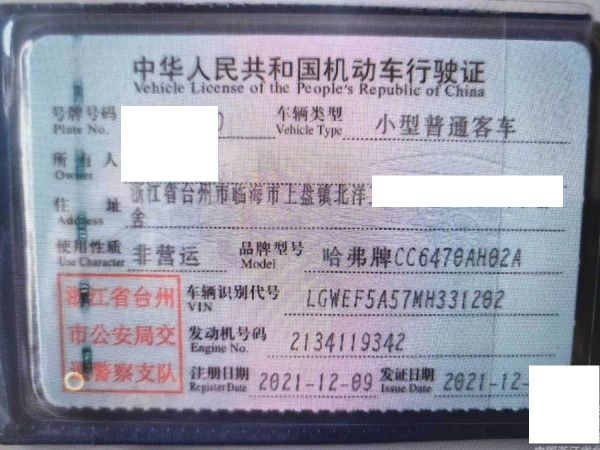 中华人民共和国机动车行驶证
Vehicle License of the People's Republic of China
号牌号码 车辆类型 小型普通客车
Plate No. Vehicle Type
所有人
Owner
住址 浙江省台州市临海市上盘镇北洋
Address 舍
使用性质 非营运 品牌型号 哈弗牌CC6470AH02A
Use Character Model
浙江省台州 车辆识别代号 LGWEF5A57MH331202
VIN
市公安局交 发动机号码 2134119342
Engine No.
警察支队 注册日期 2021-12-09 发证日期 2021-12-
Register Date Issue Date